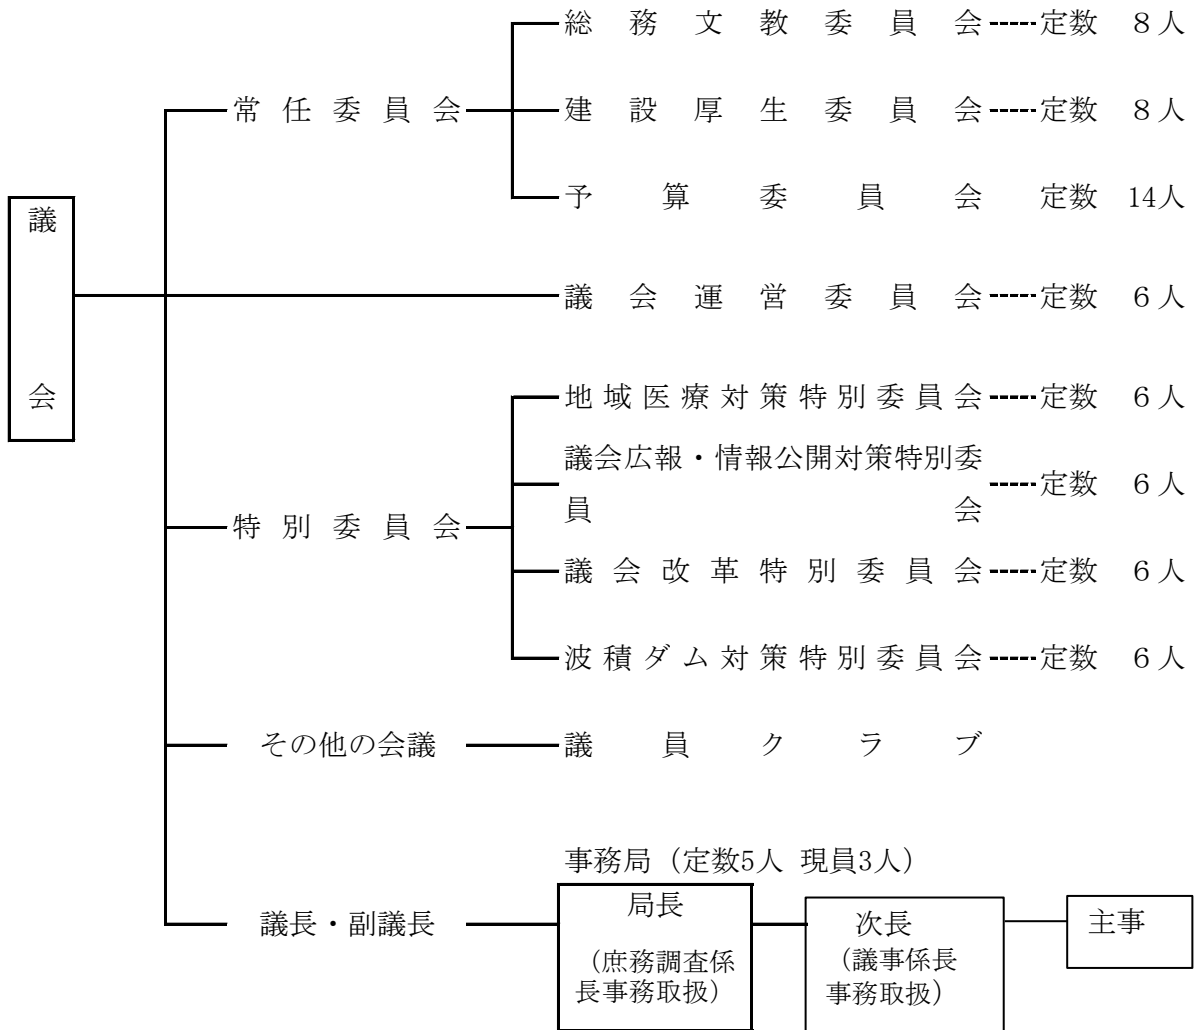 総務文教委員会-----定数 8人
常任委員会 建設厚生委員会-----定数 8人
予算委員会 定数 14人
議会
議会運営委員会-----定数 6人
地域医療対策特別委員会-----定数 6人
議会広報・情報公開対策特別委
員会-----定数 6人
特別委員会
議会改革特別委員会-----定数 6人
波積ダム対策特別委員会-----定数 6人
その他の会議 議員クラブ
事務局（定数5人 現員3人）
議長・副議長
局長
（庶務調査係
長事務取扱）
次長
（議事係長
事務取扱）
主事